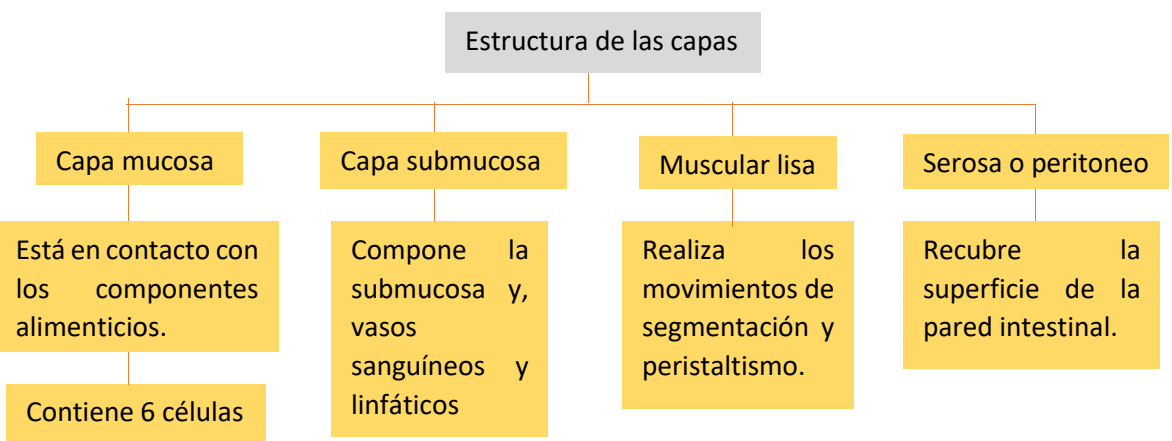 Estructura de las capas
Capa mucosa
Está en contacto con
los componentes
alimenticios.
Contiene 6 células
Capa submucosa
Compone la
submucosa y,
vasos
sanguíneos y
linfáticos
Muscular lisa
Realiza los
movimientos de
segmentación y
peristaltismo.
Serosa o peritoneo
Recubre la
superficie de la
pared intestinal.